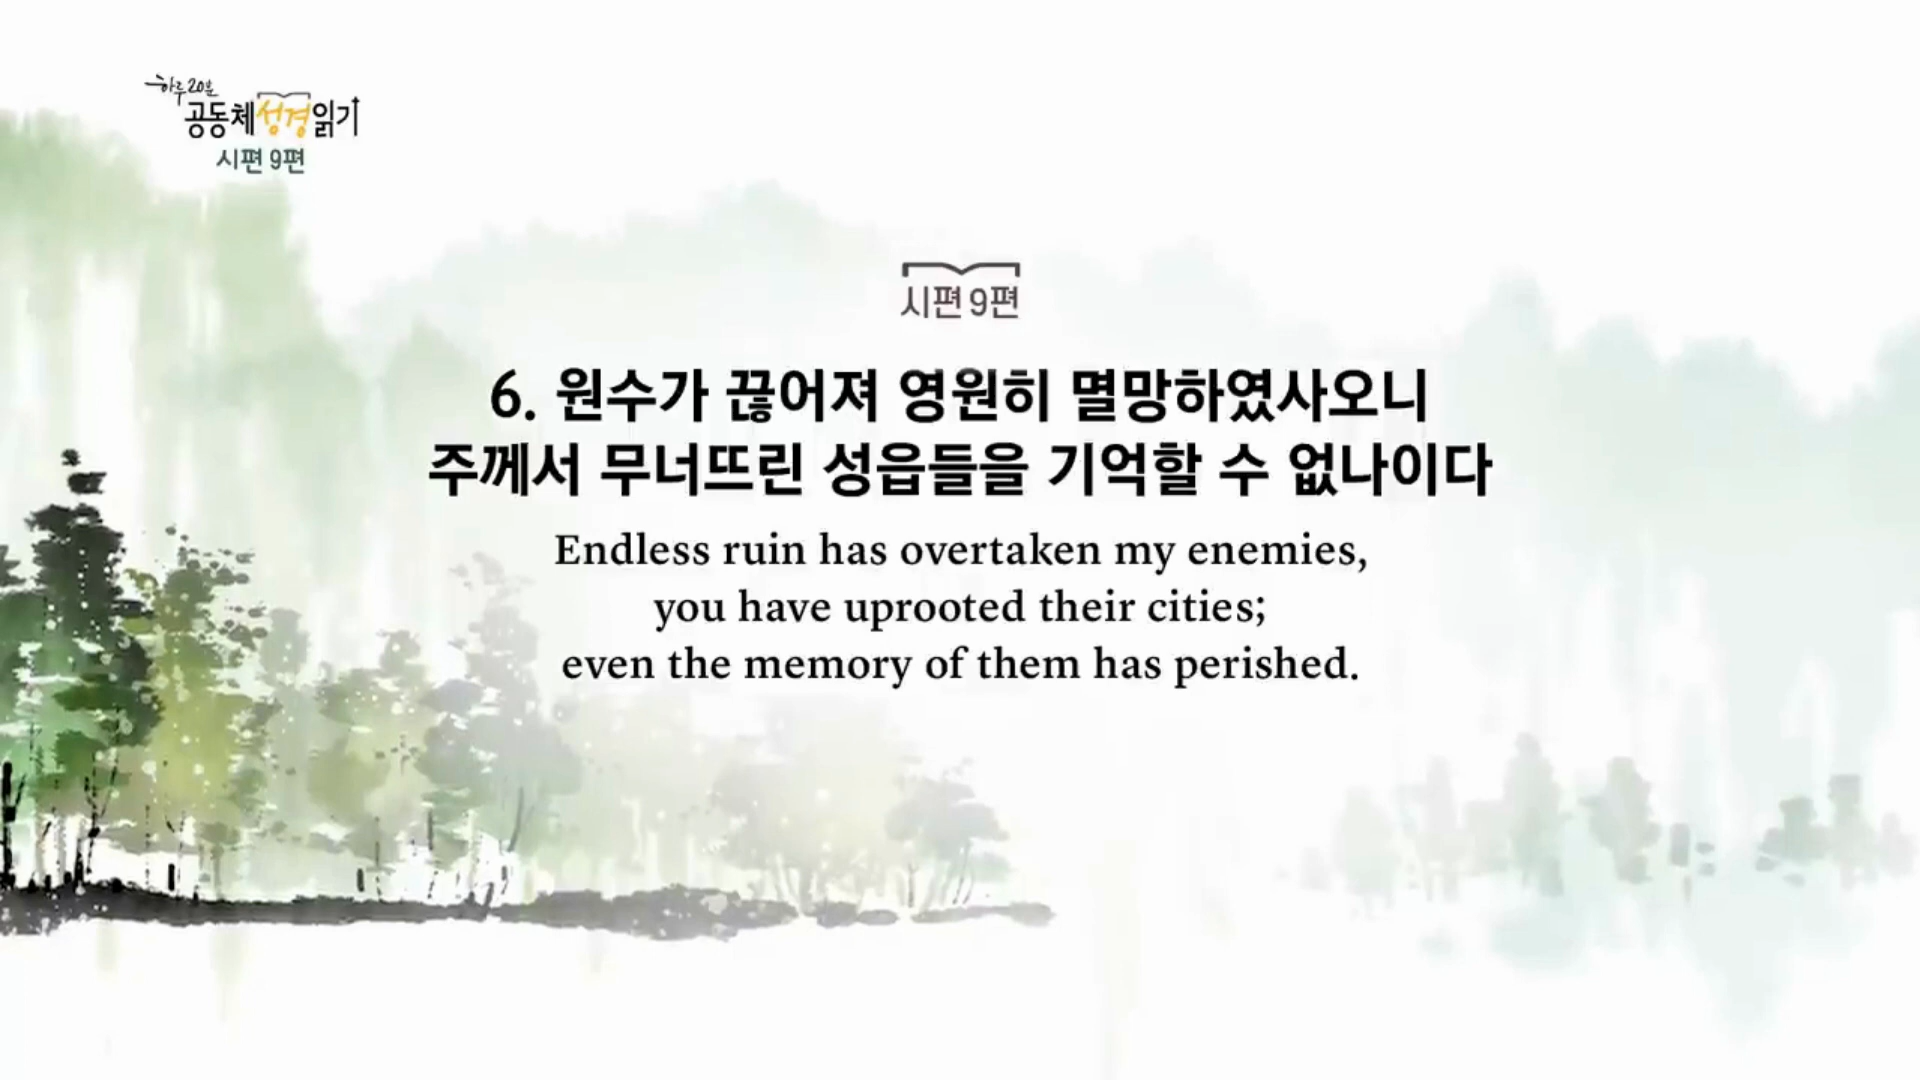 하루 20분
공동체성경읽기
시편 9편
시편 9편
6. 원수가 끊어져 영원히 멸망하였사오니
주께서 무너뜨린 성읍들을 기억할 수 없나이다
Endless ruin has overtaken my enemies,
you have uprooted their cities;
even the memory of them has perished.